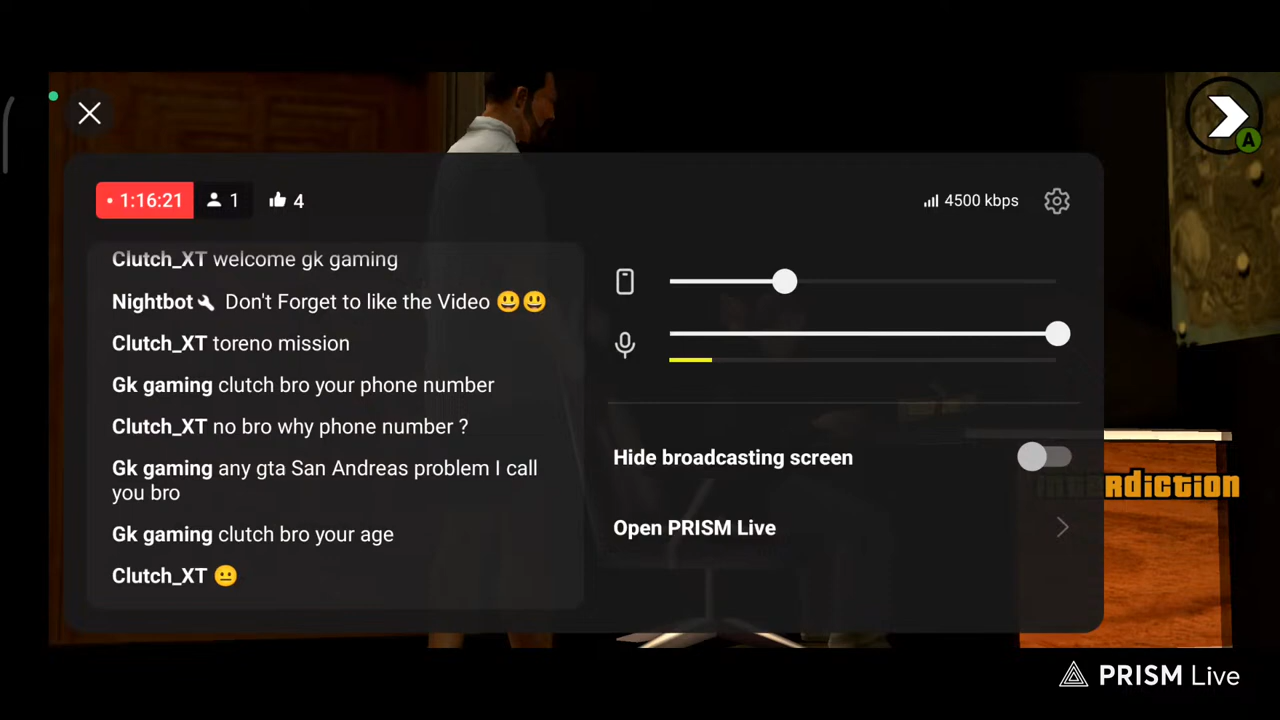 A
• 1:16:21 1 4 4500 kbps
Clutch_XT welcome gk gaming
Nightbot Don't Forget to like the Video 😃😃
Clutch_XT toreno mission
Gk gaming clutch bro your phone number
Clutch_XT no bro why phone number ?
Gk gaming any gta San Andreas problem I call
you bro
Gk gaming clutch bro your age
Clutch_XT 😐
Hide broadcasting screen
Open PRISM Live
Interdiction
PRISM Live